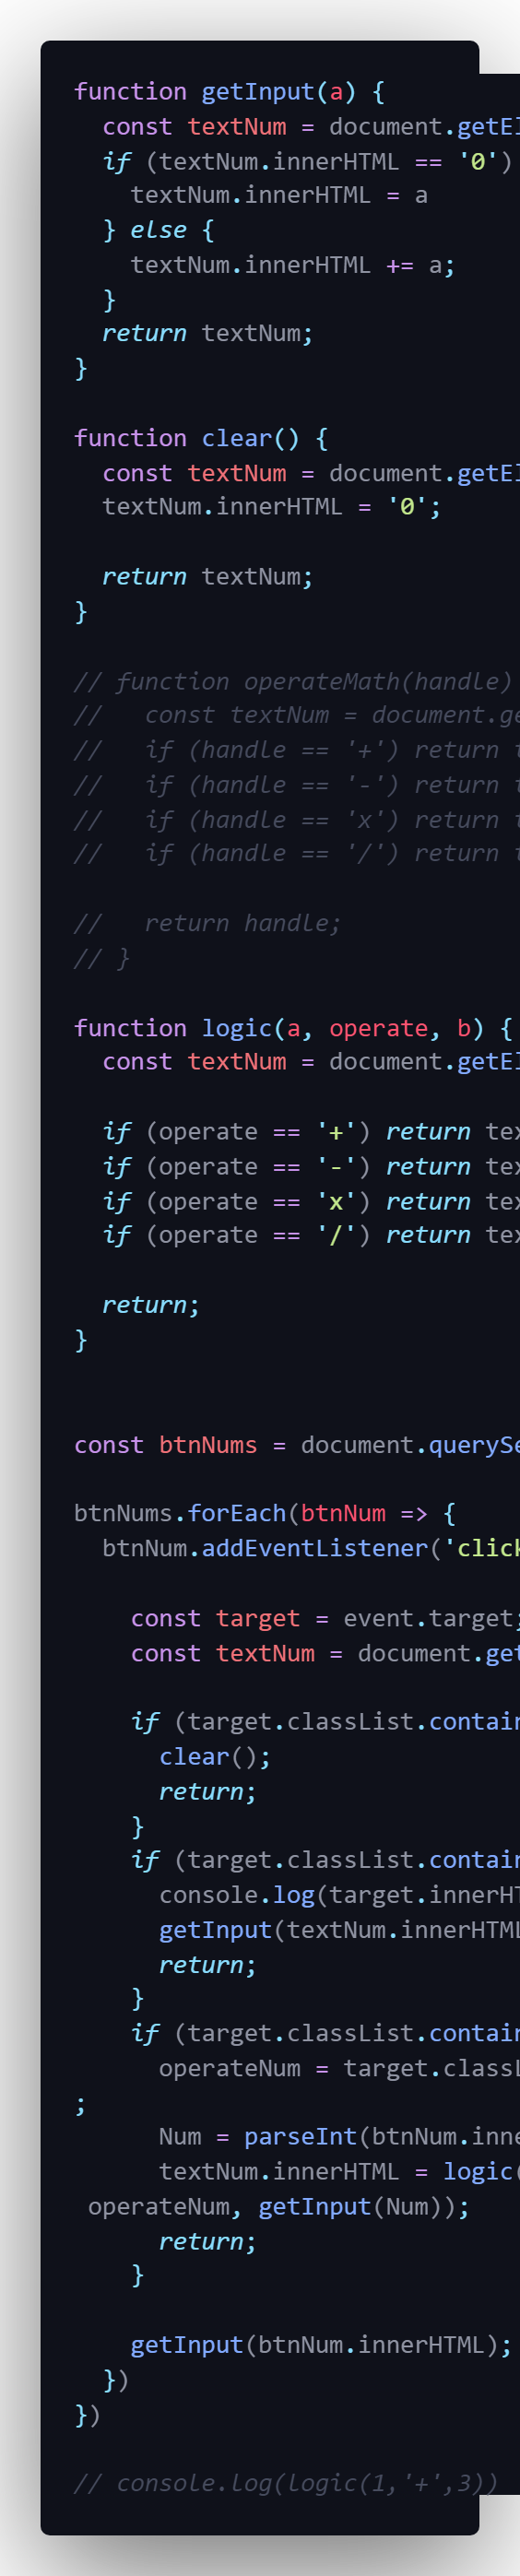 function getInput(a) {
  const textNum = document.getEl
  if (textNum.innerHTML == '0')
    textNum.innerHTML = a
  } else {
    textNum.innerHTML += a;
  }
  return textNum;
}
function clear() {
  const textNum = document.getEl
  textNum.innerHTML = '0';
  return textNum;
}
// function operateMath(handle)
//   const textNum = document.ge
//   if (handle == '+') return t
//   if (handle == '-') return t
//   if (handle == 'x') return t
//   if (handle == '/') return t
//   return handle;
// }
function logic(a, operate, b) {
  const textNum = document.getEl
  if (operate == '+') return tex
  if (operate == '-') return tex
  if (operate == 'x') return tex
  if (operate == '/') return tex
  return;
}
const btnNums = document.querySe
btnNums.forEach(btnNum => {
  btnNum.addEventListener('click
    const target = event.target;
    const textNum = document.get
    if (target.classList.contain
      clear();
      return;
    }
    if (target.classList.contain
      console.log(target.innerHT
      getInput(textNum.innerHTML
      return;
    }
    if (target.classList.contain
      operateNum = target.classL
;
      Num = parseInt(btnNum.inne
      textNum.innerHTML = logic(
 operateNum, getInput(Num));
      return;
    }
    getInput(btnNum.innerHTML);
  })
})
// console.log(logic(1,'+',3))